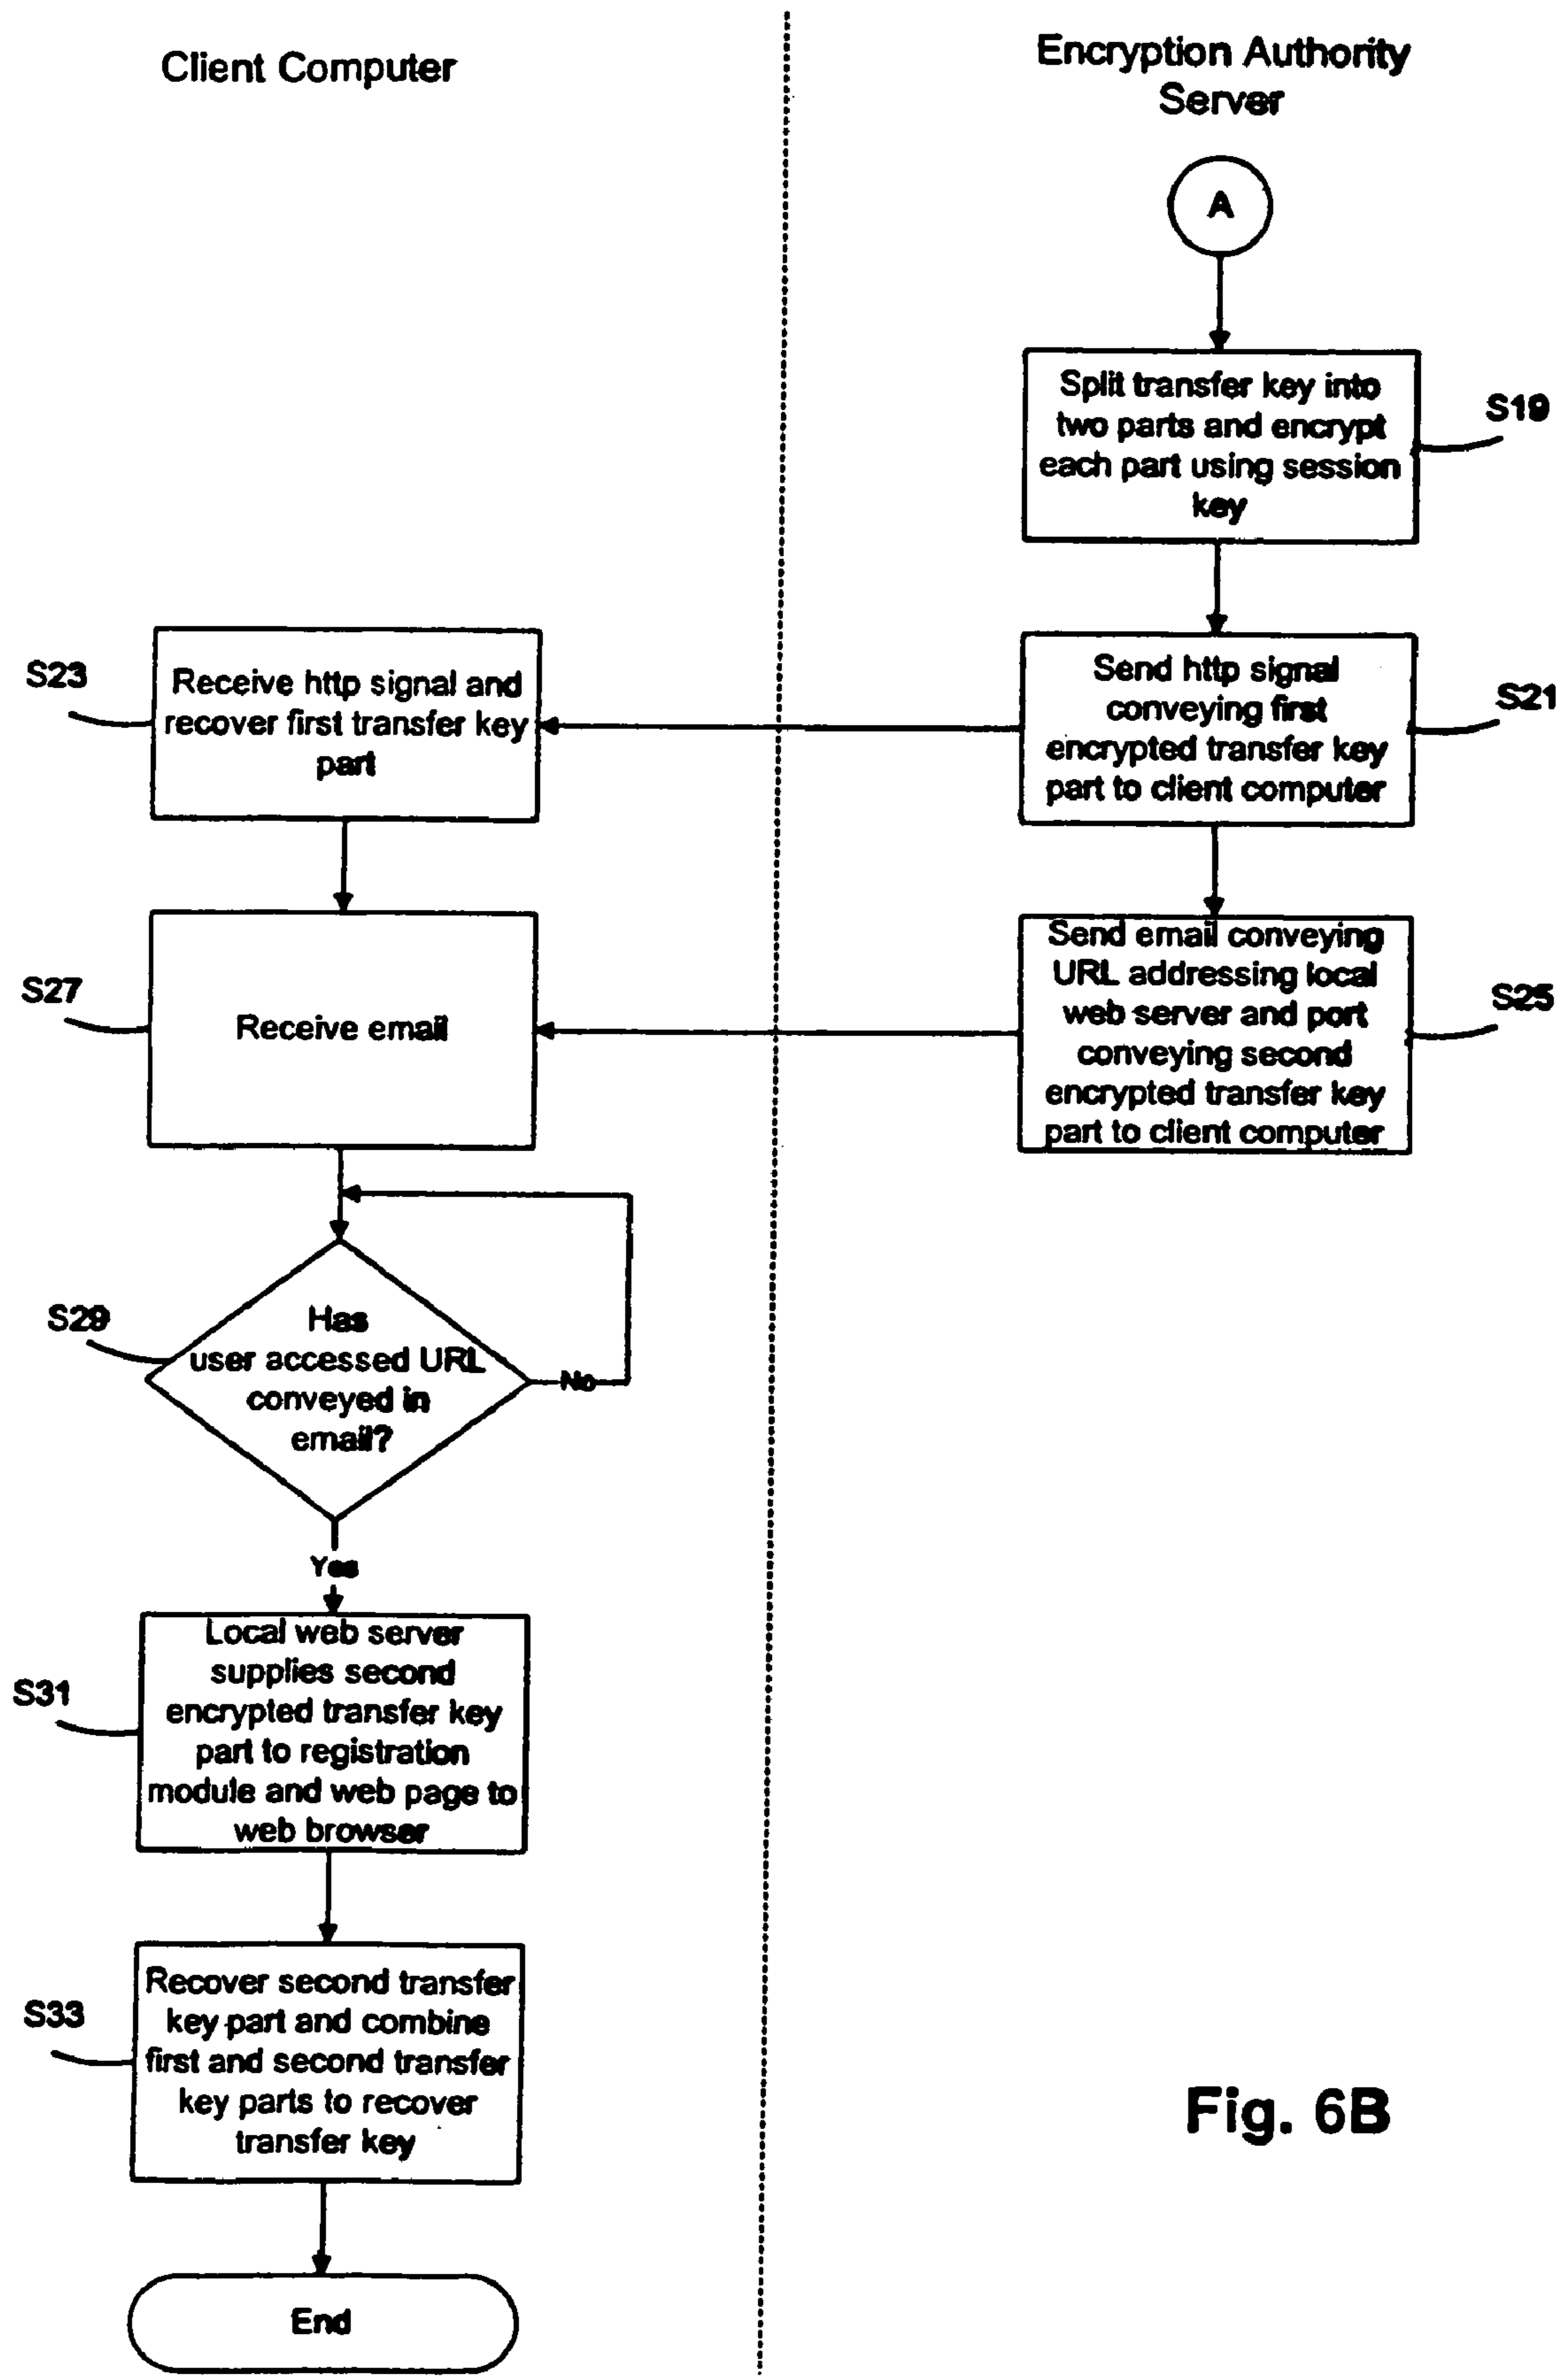 Client Computer
Encryption Authority
Server
A
Split transfer key into
two parts and encrypt
each part using session
key
S19
S23
Receive http signal and
recover first transfer key
part
Send http signal
conveying first
encrypted transfer key
part to client computer
S21
S27
Receive email
Send email conveying
URL addressing local
web server and port
conveying second
encrypted transfer key
part to client computer
S25
S29
Has
user accessed URL
conveyed in
email?
No
Yes
S31
Local web server
supplies second
encrypted transfer key
part to registration
module and web page to
web browser
S33
Recover second transfer
key part and combine
first and second transfer
key parts to recover
transfer key
Fig. 6B
End